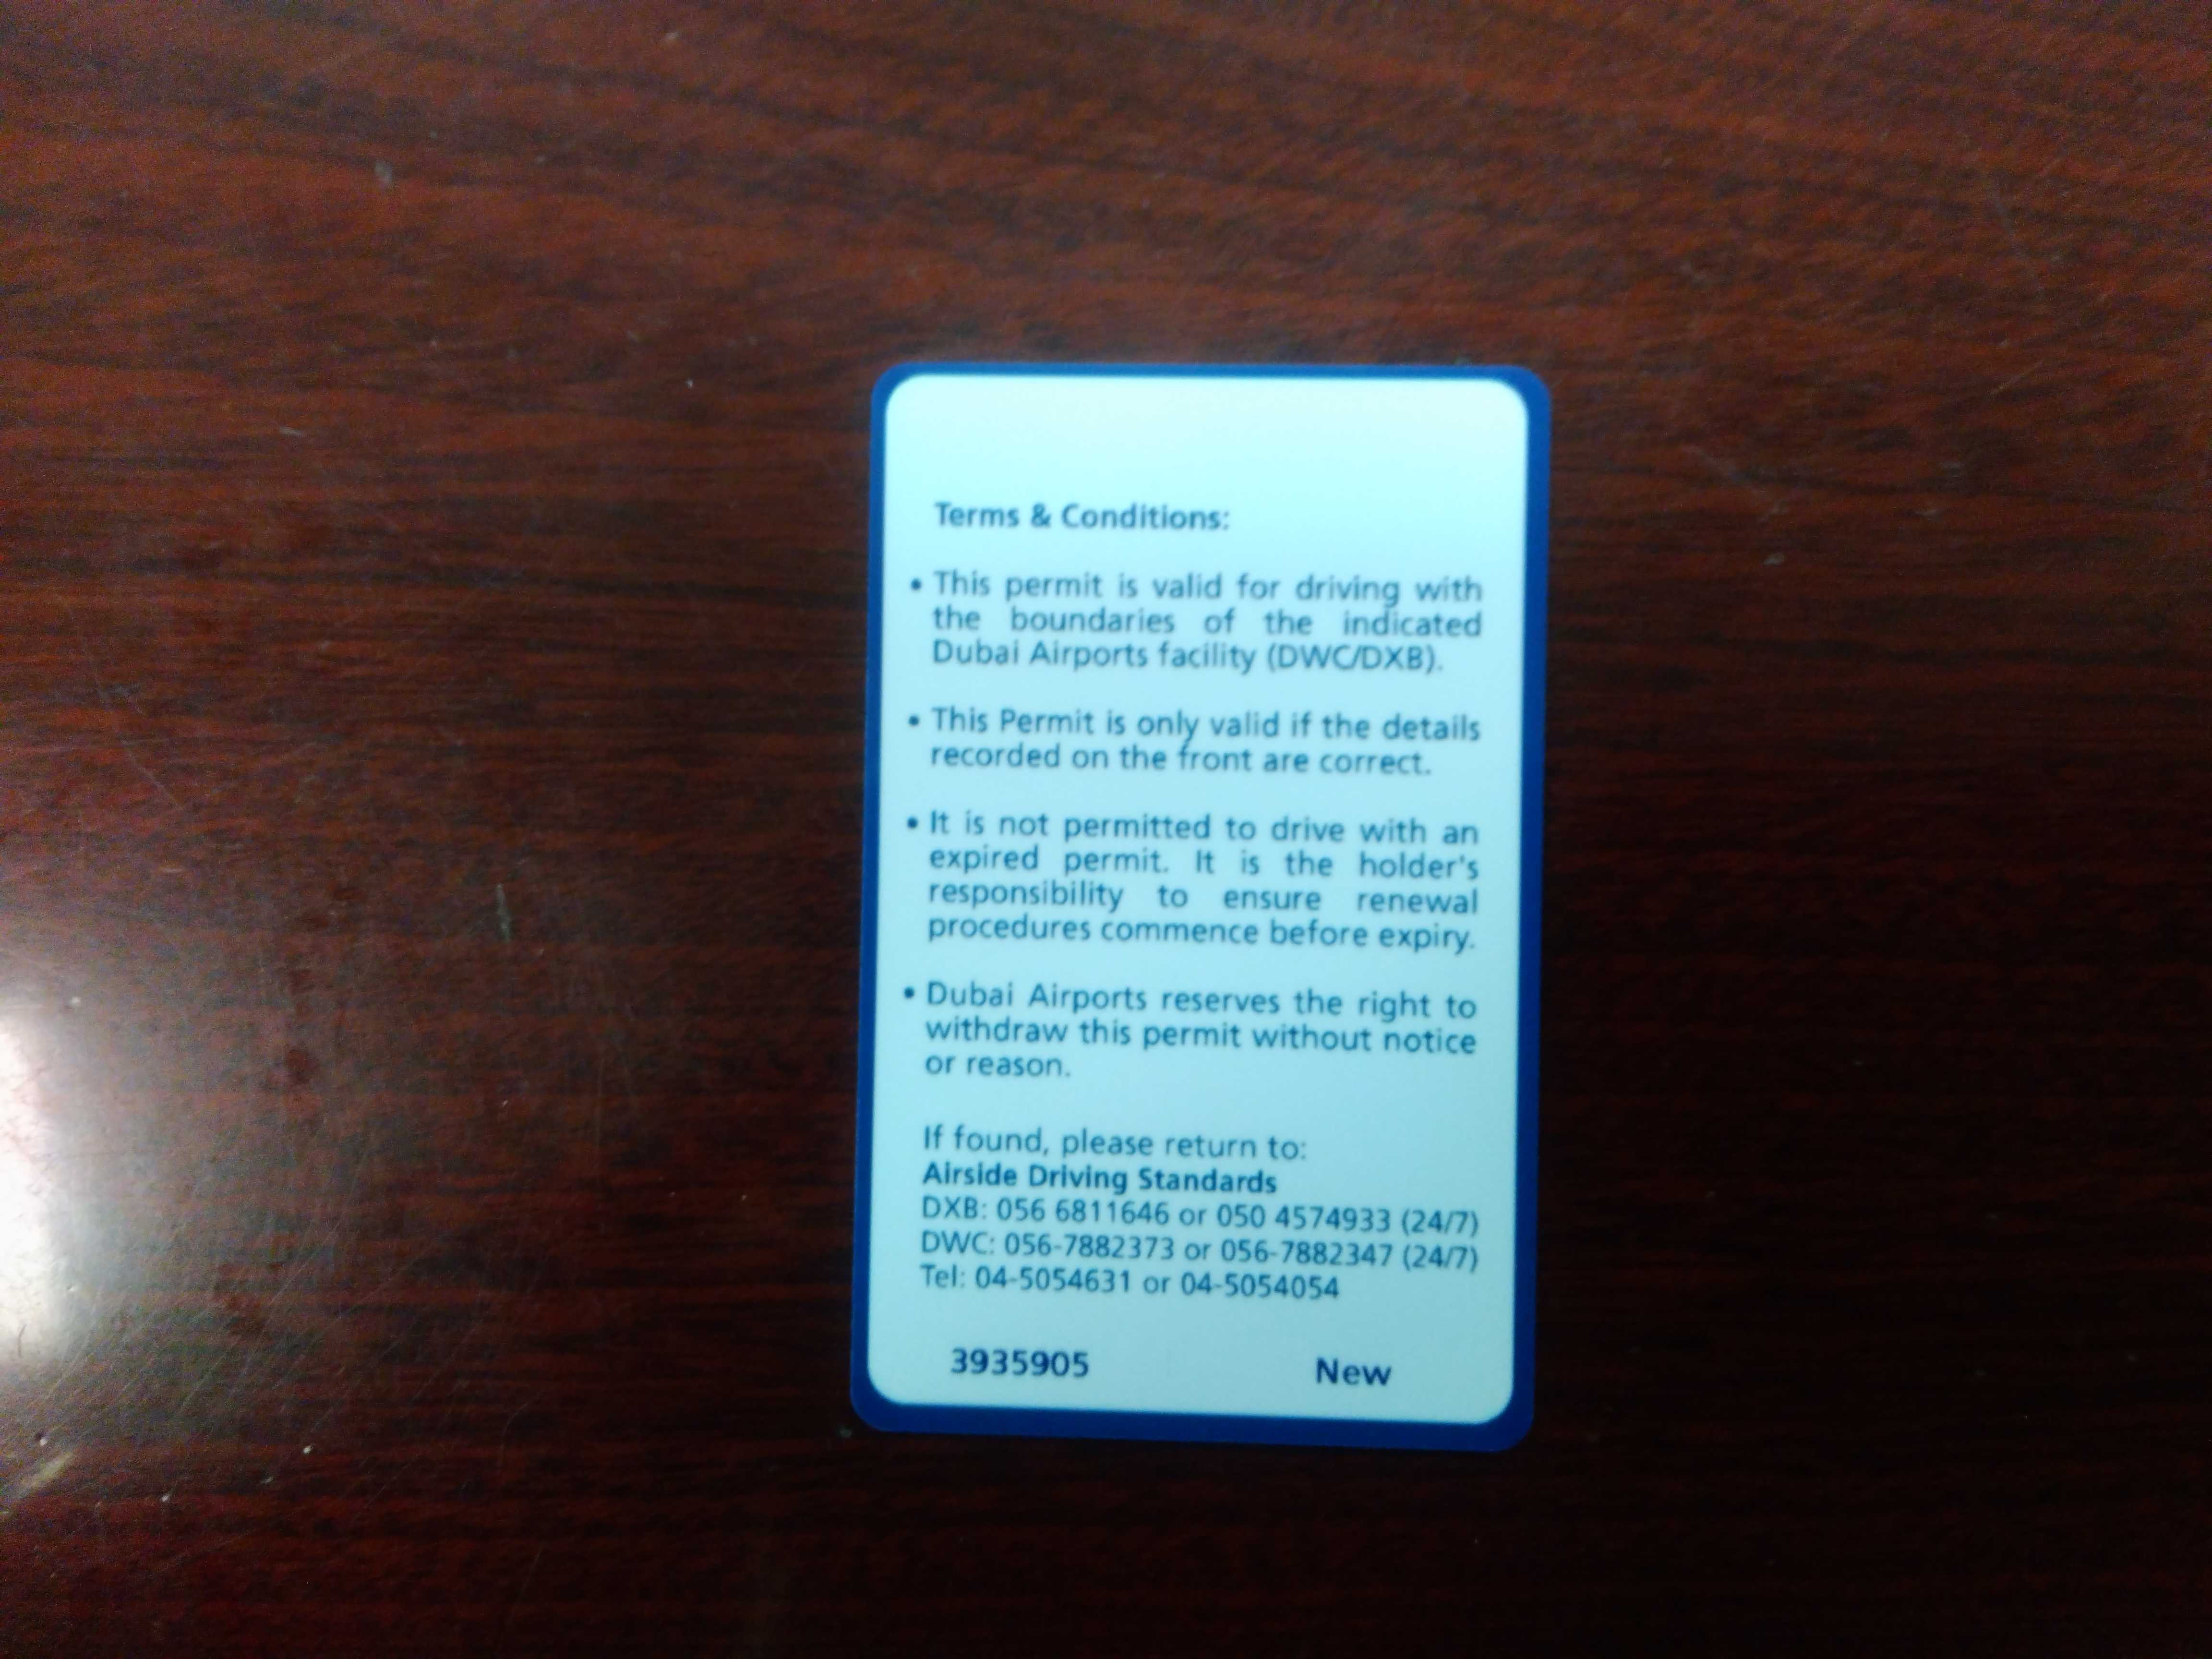 Terms & Conditions:
• This permit is valid for driving with
the boundaries of the indicated
Dubai Airports facility (DWC/DXB).
• This Permit is only valid if the details
recorded on the front are correct.
• It is not permitted to drive with an
expired permit. It is the holder's
responsibility to ensure renewal
procedures commence before expiry.
• Dubai Airports reserves the right to
withdraw this permit without notice
or reason.
If found, please return to:
Airside Driving Standards
DXB: 056 6811646 or 050 4574933 (24/7)
DWC: 056-7882373 or 056-7882347 (24/7)
Tel: 04-5054631 or 04-5054054
3935905 New